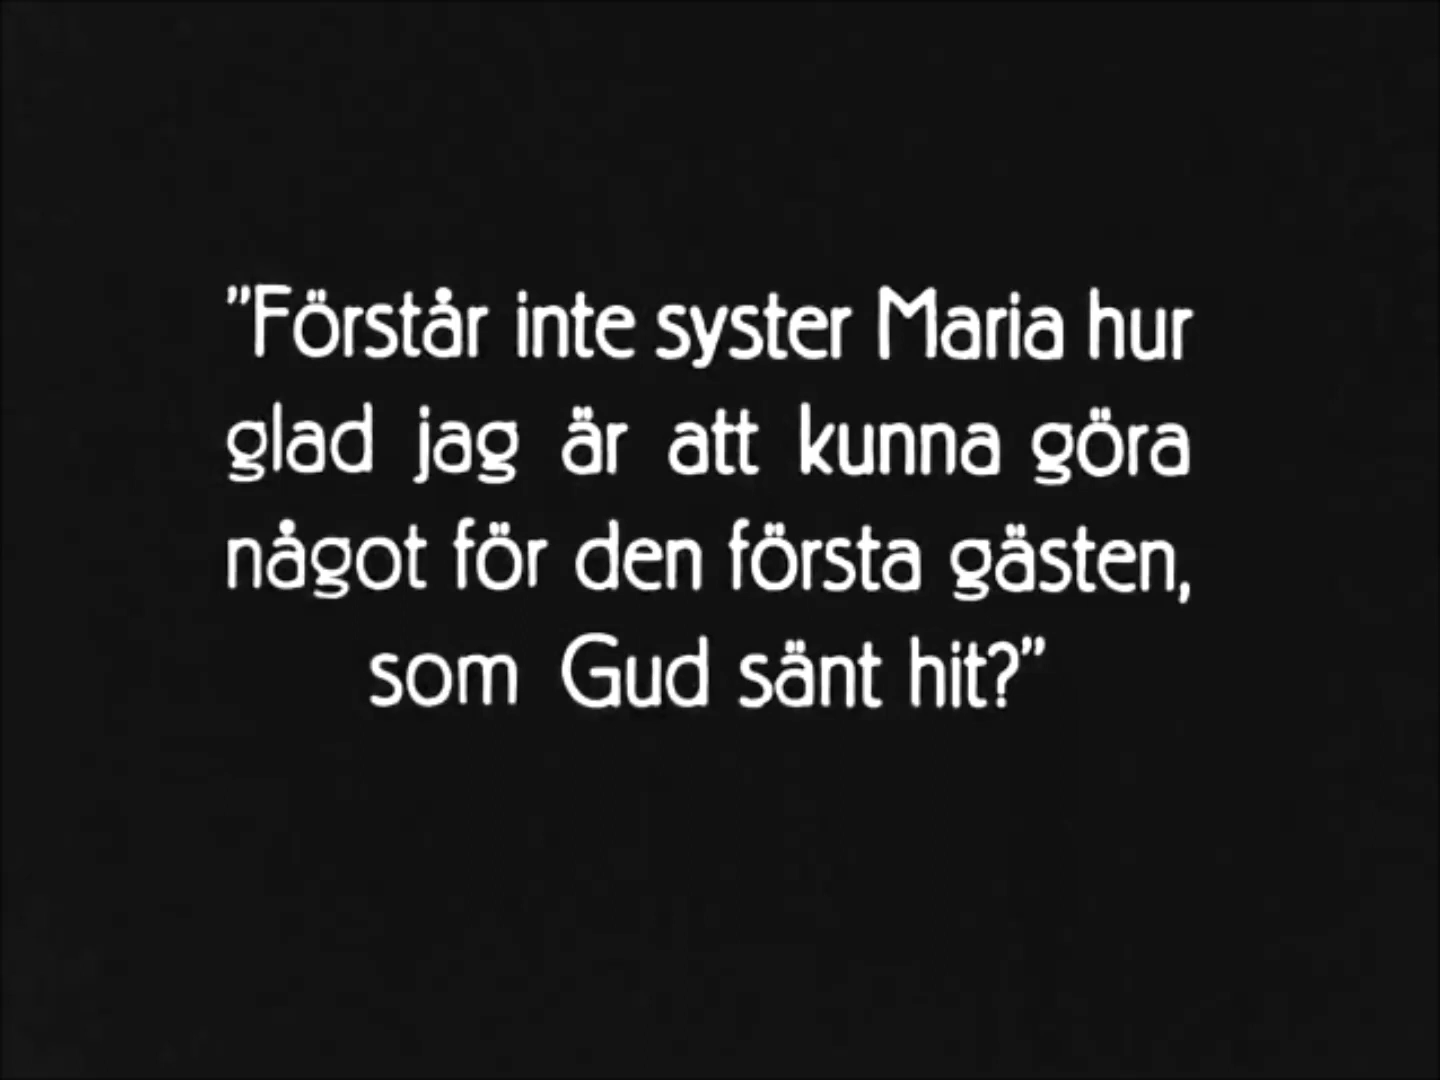 ”Förstår inte syster Maria hur
glad jag är att kunna göra
något för den första gästen,
som Gud sänt hit?”